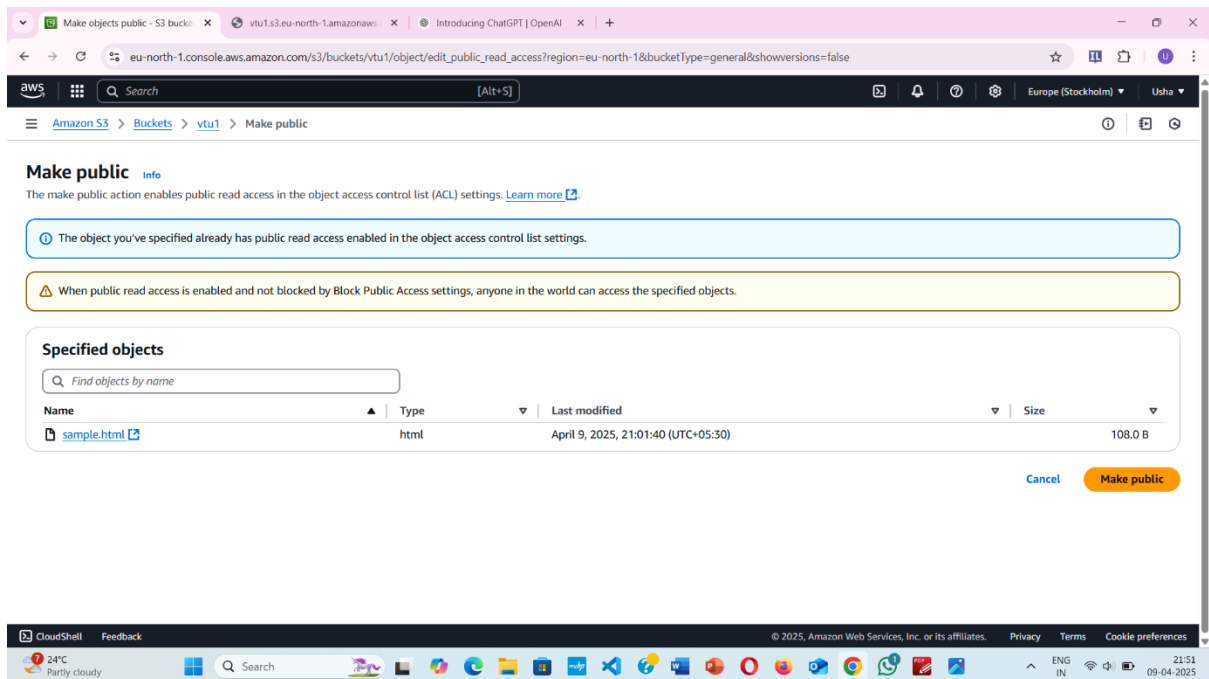 Make objects public - S3 bucke
vtu1.s3.eu-north-1.amazonaws.
Introducing ChatGPT | OpenAI
eu-north-1.console.aws.amazon.com/s3/buckets/vtu1/object/edit_public_read_access?region=eu-north-1&bucketType=general&showversions=false
U
aws
Search [Alt+S]
Europe (Stockholm)
Usha
Amazon S3 > Buckets > vtu1 > Make public
Make public Info
The make public action enables public read access in the object access control list (ACL) settings. Learn more.
The object you've specified already has public read access enabled in the object access control list settings.
When public read access is enabled and not blocked by Block Public Access settings, anyone in the world can access the specified objects.
Specified objects
Find objects by name
Name Type Last modified Size
sample.html html April 9, 2025, 21:01:40 (UTC+05:30) 108.0 B
Cancel Make public
CloudShell Feedback © 2025, Amazon Web Services, Inc. or its affiliates. Privacy Terms Cookie preferences
7
24°C
Partly cloudy
Search
ENG
IN
21:51
09-04-2025